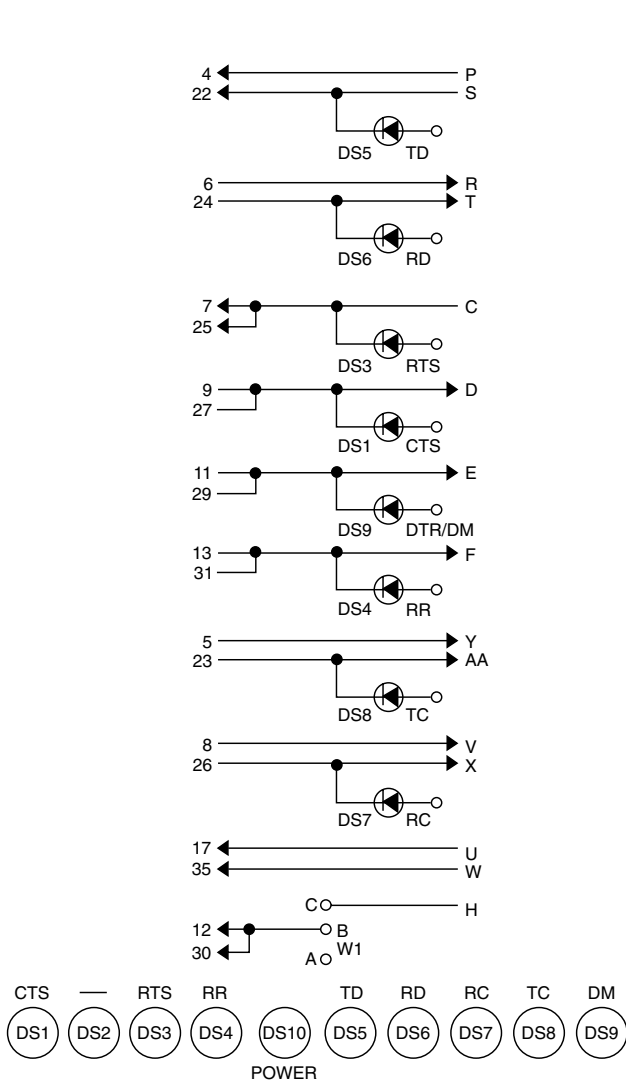 4 P
22 S
DS5 TD
6 R
24 T
DS6 RD
7 C
25
DS3 RTS
9 D
27
DS1 CTS
11 E
29
DS9 DTR/DM
13 F
31
DS4 RR
5 Y
23 AA
DS8 TC
8 V
26 X
DS7 RC
17 U
35 W
C H
12 B
W1
30 A
CTS — RTS RR TD RD RC TC DM
DS1 DS2 DS3 DS4 DS10 DS5 DS6 DS7 DS8 DS9
POWER